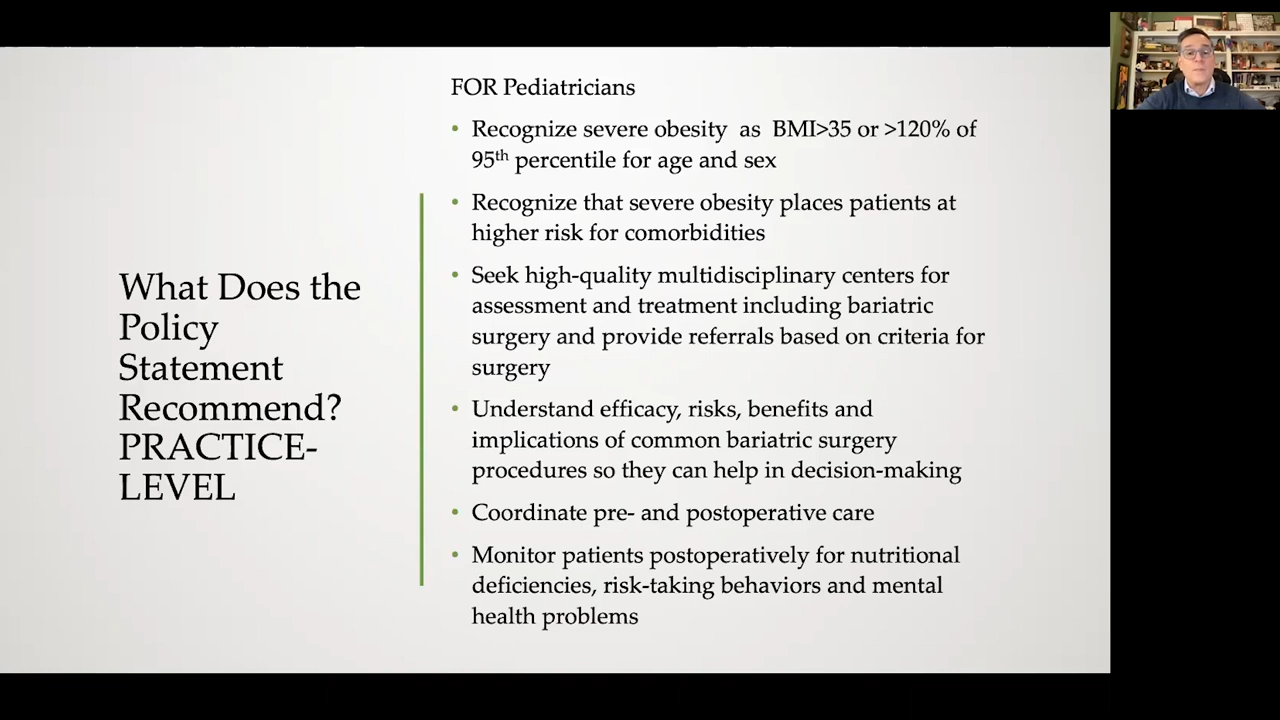 What Does the
Policy
Statement
Recommend?
PRACTICE-
LEVEL
FOR Pediatricians
• Recognize severe obesity as BMI>35 or >120% of
95th percentile for age and sex
• Recognize that severe obesity places patients at
higher risk for comorbidities
• Seek high-quality multidisciplinary centers for
assessment and treatment including bariatric
surgery and provide referrals based on criteria for
surgery
• Understand efficacy, risks, benefits and
implications of common bariatric surgery
procedures so they can help in decision-making
• Coordinate pre- and postoperative care
• Monitor patients postoperatively for nutritional
deficiencies, risk-taking behaviors and mental
health problems